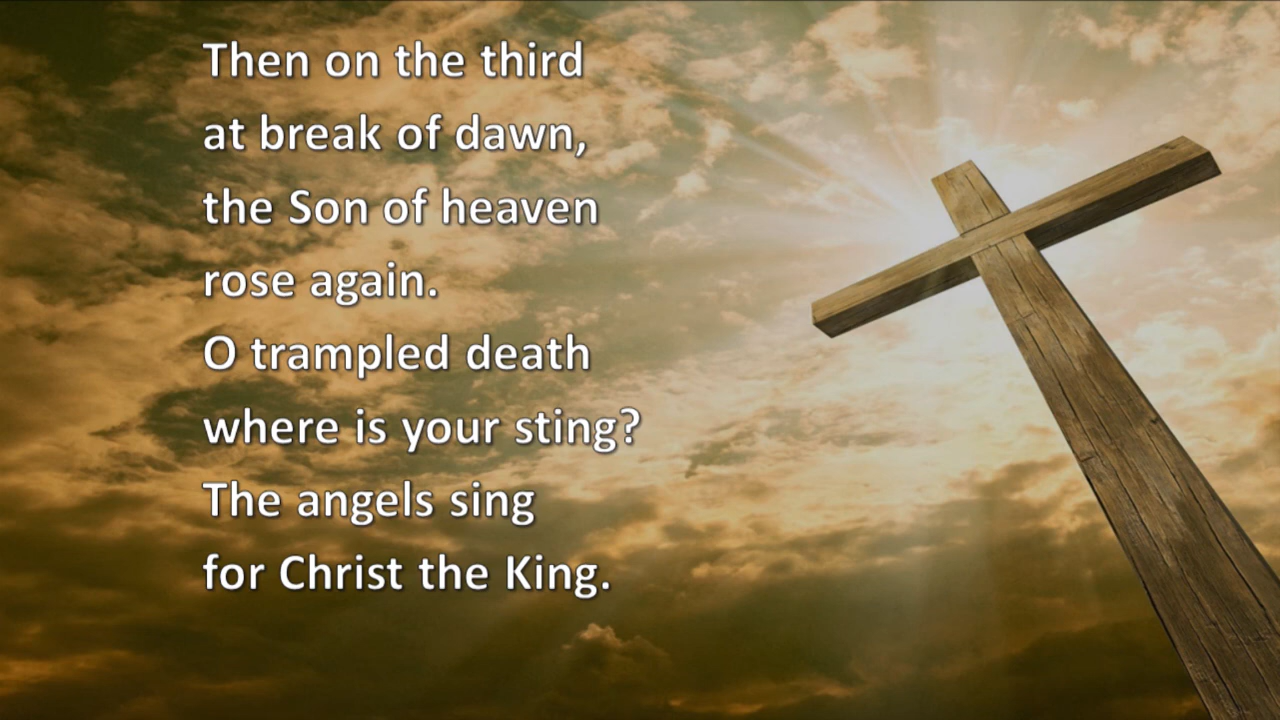 Then on the third
at break of dawn,
the Son of heaven
rose again.
O trampled death
where is your sting?
The angels sing
for Christ the King.